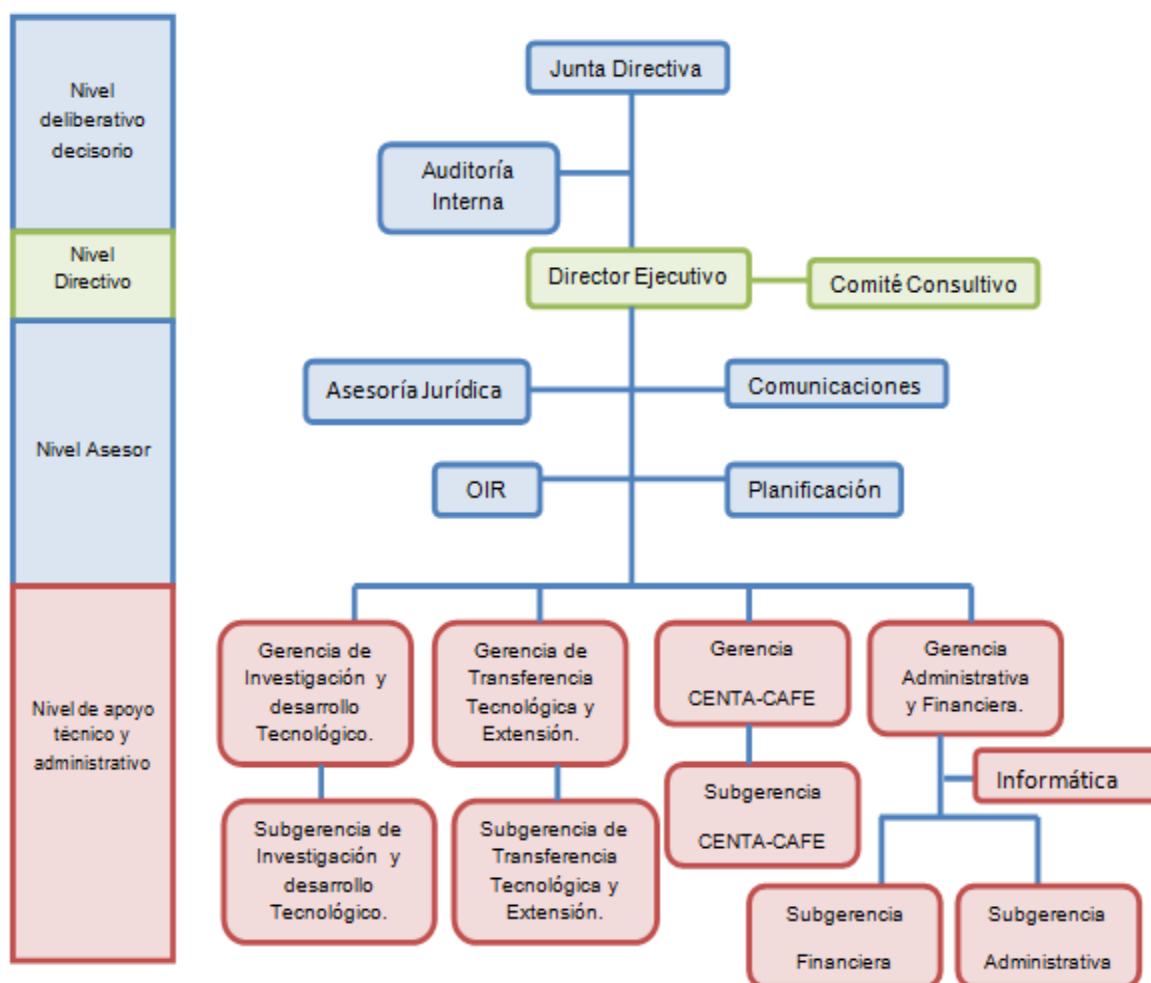 Nivel
deliberativo
decisorio
Junta Directiva
Auditoría
Interna
Nivel
Directivo
Director Ejecutivo
Comité Consultivo
Nivel Asesor
Asesoría Jurídica
Comunicaciones
OIR
Planificación
Nivel de apoyo
técnico y
administrativo
Gerencia de
Investigación y
desarrollo
Tecnológico.
Gerencia de
Transferencia
Tecnológica y
Extensión.
Gerencia
CENTA-CAFE
Gerencia
Administrativa
y Financiera.
Informática
Subgerencia de
Investigación y
desarrollo
Tecnológico.
Subgerencia de
Transferencia
Tecnológica y
Extensión.
Subgerencia
CENTA-CAFE
Subgerencia
Financiera
Subgerencia
Administrativa